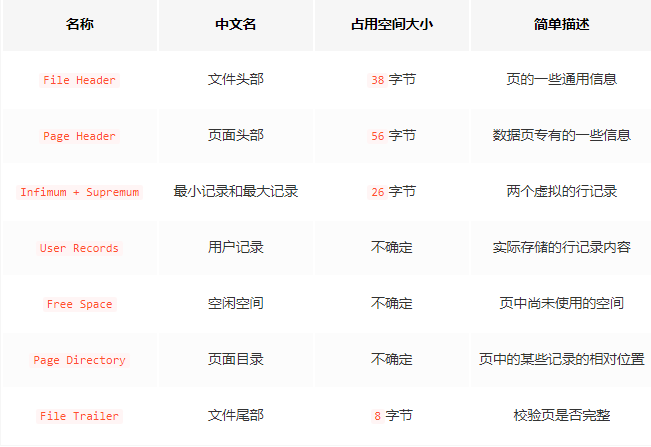 名称 中文名 占用空间大小 简单描述
File Header 文件头部 38 字节 页的一些通用信息
Page Header 页面头部 56 字节 数据页专有的一些信息
Infimum + Supremum 最小记录和最大记录 26 字节 两个虚拟的行记录
User Records 用户记录 不确定 实际存储的行记录内容
Free Space 空闲空间 不确定 页中尚未使用的空间
Page Directory 页面目录 不确定 页中的某些记录的相对位置
File Trailer 文件尾部 8 字节 校验页是否完整